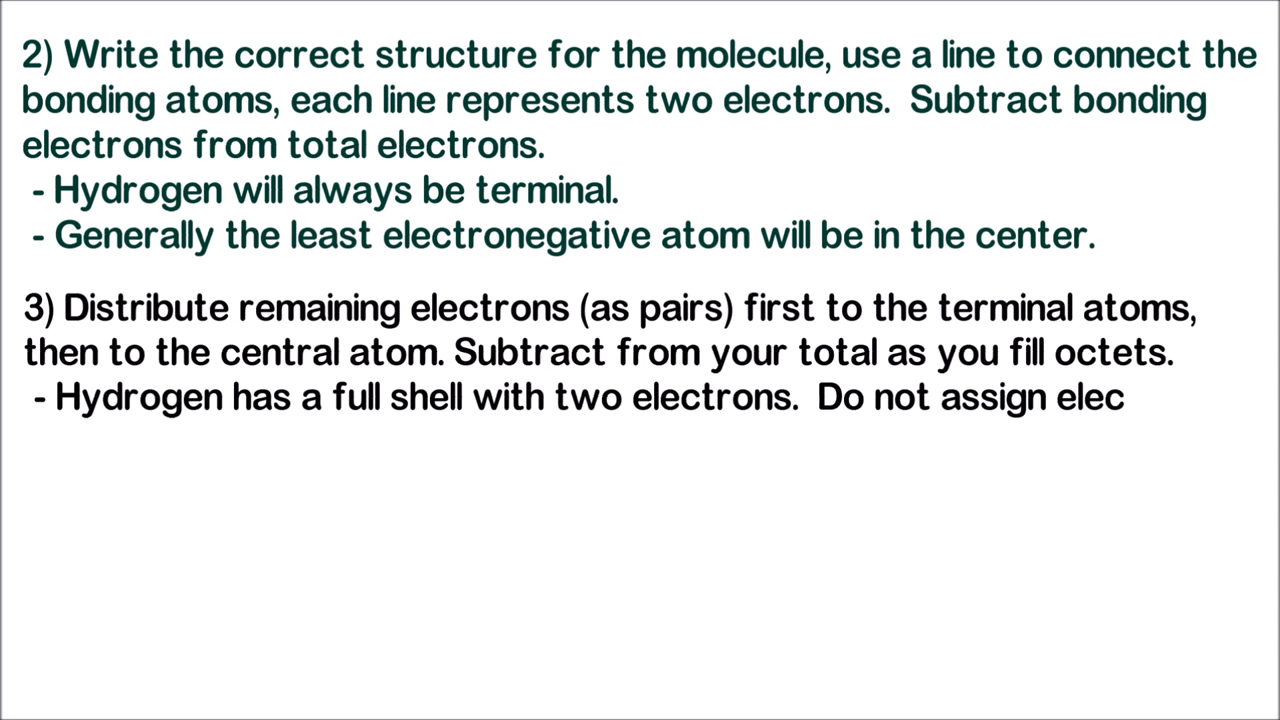 2) Write the correct structure for the molecule, use a line to connect the
bonding atoms, each line represents two electrons.  Subtract bonding
electrons from total electrons.
- Hydrogen will always be terminal.
- Generally the least electronegative atom will be in the center.
3) Distribute remaining electrons (as pairs) first to the terminal atoms,
then to the central atom. Subtract from your total as you fill octets.
- Hydrogen has a full shell with two electrons.  Do not assign elec